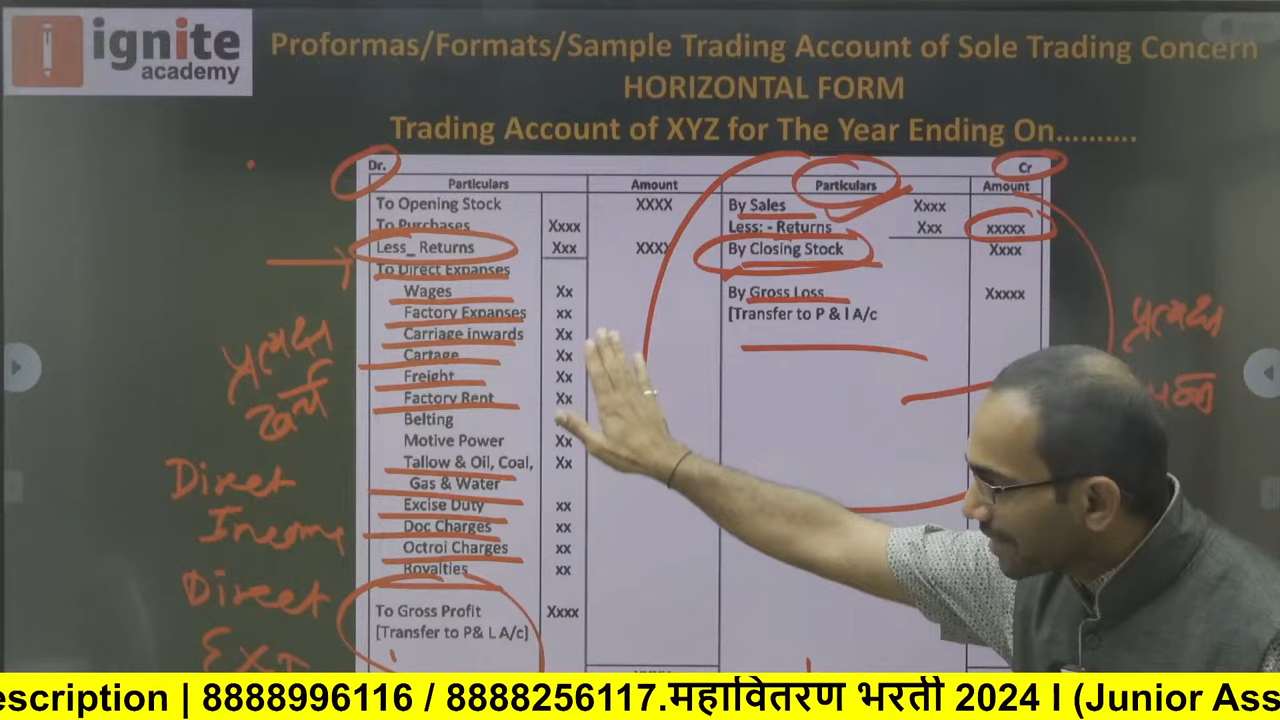 ignite
academy
Proformas/Formats/Sample Trading Account of Sole Trading Concern
HORIZONTAL FORM
Trading Account of XYZ for The Year Ending On..........
Dr. Cr
Particulars Amount Particulars Amount
To Opening Stock XXXX By Sales Xxxx
To Purchases Xxxx Less: - Returns Xxx xxxxx
Less_ Returns Xxx XXXX By Closing Stock Xxxx
To Direct Expanses
Wages Xx By Gross Loss Xxxxx
Factory Expanses xx [Transfer to P & l A/c
Carriage inwards Xx
Cartage Xx
Freight Xx
Factory Rent Xx
Belting
Motive Power Xx
Tallow & Oil, Coal, Xx
Gas & Water
Excise Duty xx
Doc Charges xx
Octroi Charges xx
Royalties xx
To Gross Profit Xxxx
[Transfer to P& L A/c]
प्रत्यक्ष
खर्च
Direct
Income
Direct
प्रत्यक्ष
escription | 8888996116 / 8888256117.महावितरण भरती 2024 I (Junior Ass